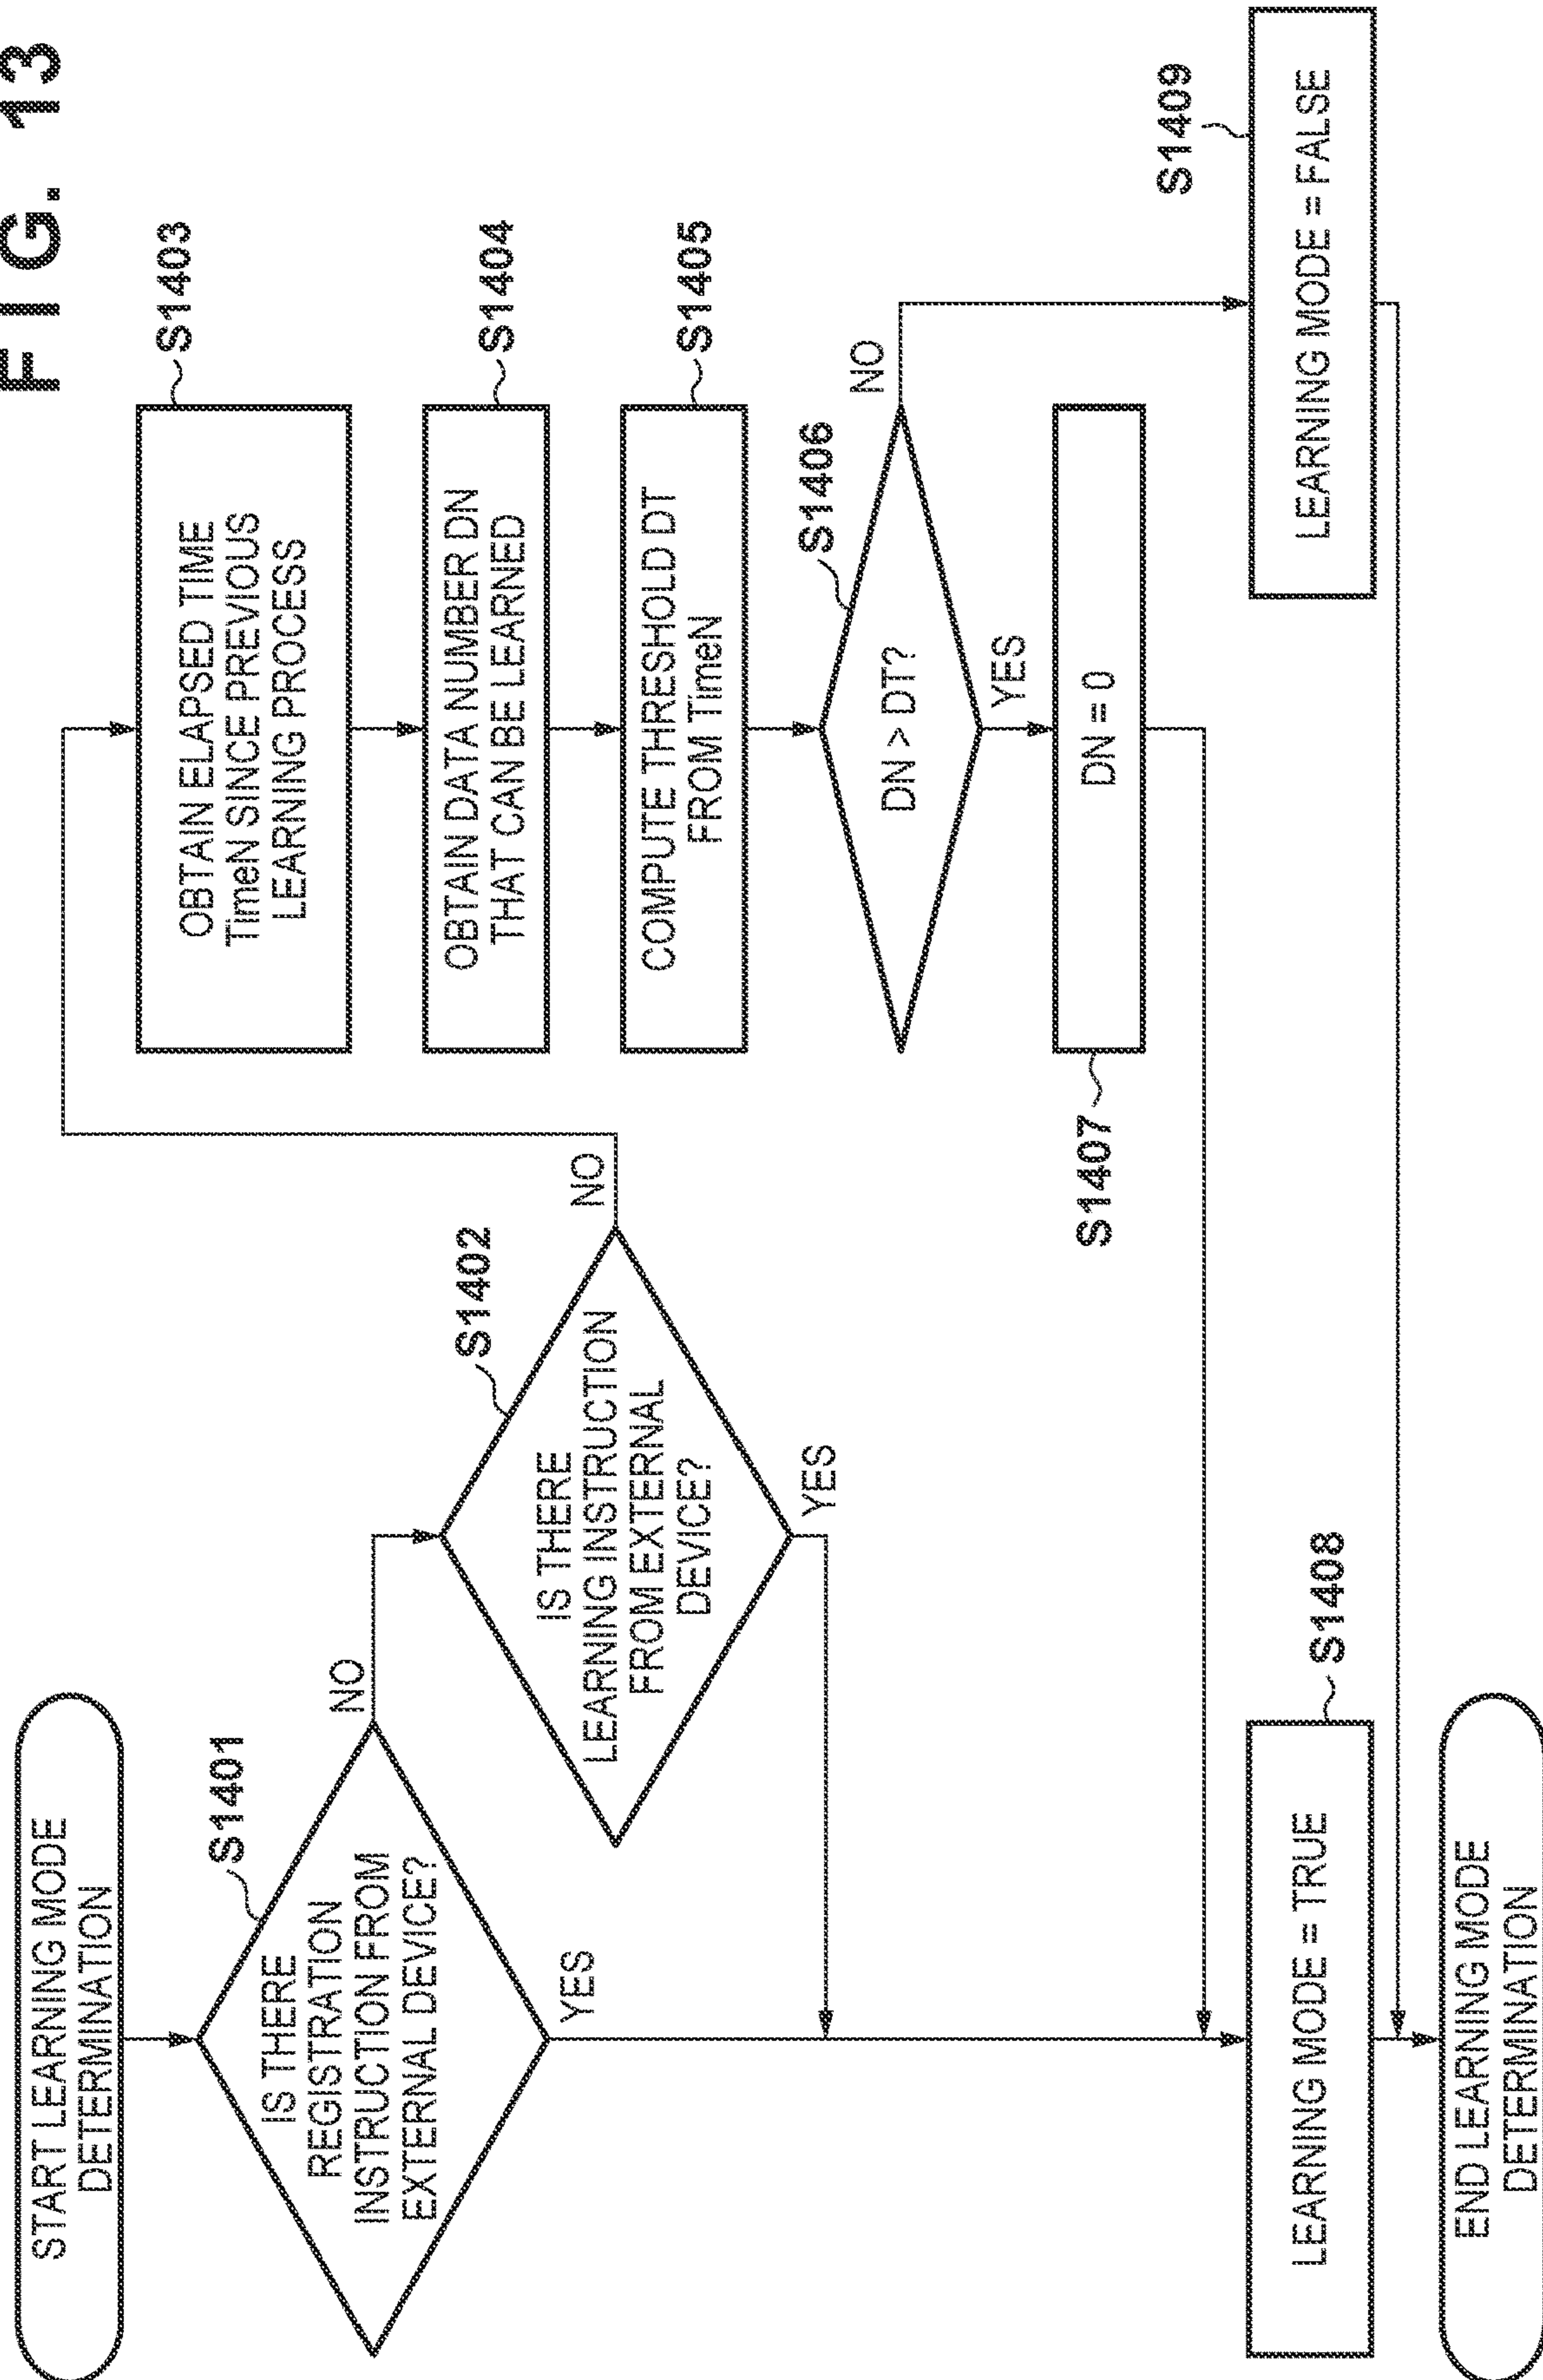 FIG. 13
START LEARNING MODE
DETERMINATION
S1401
IS THERE
REGISTRATION
INSTRUCTION FROM
EXTERNAL DEVICE?
NO
YES
S1402
IS THERE
LEARNING INSTRUCTION
FROM EXTERNAL
DEVICE?
NO
YES
S1403
OBTAIN ELAPSED TIME
TimeN SINCE PREVIOUS
LEARNING PROCESS
S1404
OBTAIN DATA NUMBER DN
THAT CAN BE LEARNED
S1405
COMPUTE THRESHOLD DT
FROM TimeN
S1406
DN > DT?
NO
YES
S1407
DN = 0
S1408
LEARNING MODE = TRUE
S1409
LEARNING MODE = FALSE
END LEARNING MODE
DETERMINATION